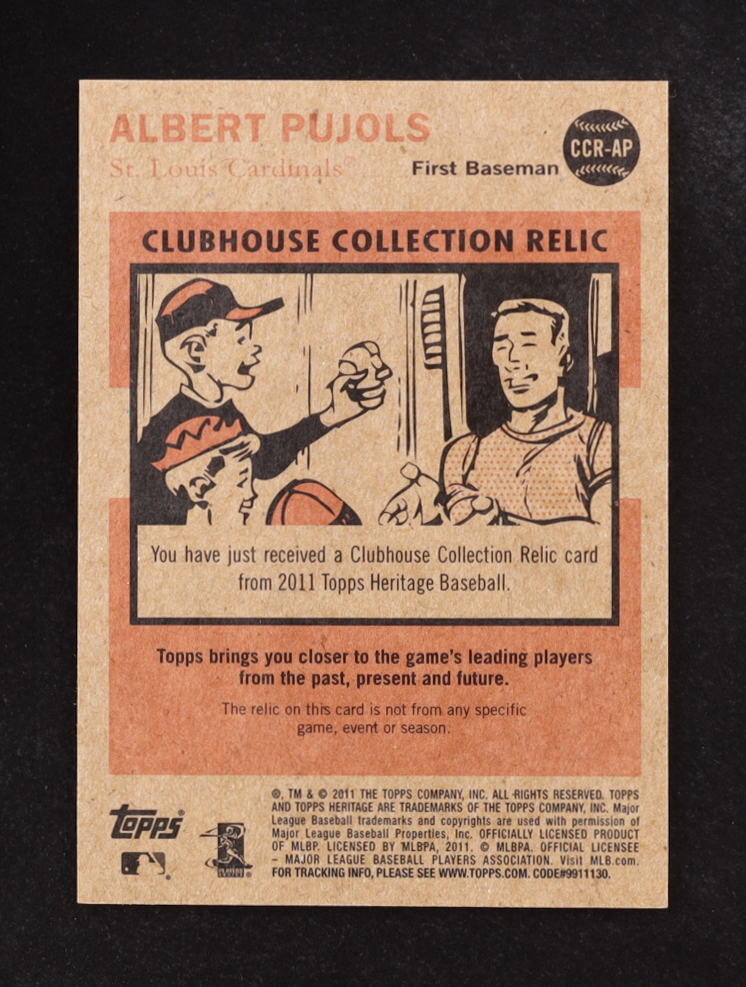 ALBERT PUJOLS
St. Louis Cardinals®
First Baseman
CCR-AP
CLUBHOUSE COLLECTION RELIC
You have just received a Clubhouse Collection Relic card
from 2011 Topps Heritage Baseball.
Topps brings you closer to the game's leading players
from the past, present and future.
The relic on this card is not from any specific
game, event or season.
®, TM & © 2011 THE TOPPS COMPANY, INC. ALL RIGHTS RESERVED. TOPPS
AND TOPPS HERITAGE ARE TRADEMARKS OF THE TOPPS COMPANY, INC. Major
League Baseball trademarks and copyrights are used with permission of
Major League Baseball Properties, Inc. OFFICIALLY LICENSED PRODUCT
OF MLBP. LICENSED BY MLBPA, 2011. © MLBPA. OFFICIAL LICENSEE
– MAJOR LEAGUE BASEBALL PLAYERS ASSOCIATION. Visit MLB.com.
FOR TRACKING INFO, PLEASE SEE WWW.TOPPS.COM. CODE#9911130.
Topps®